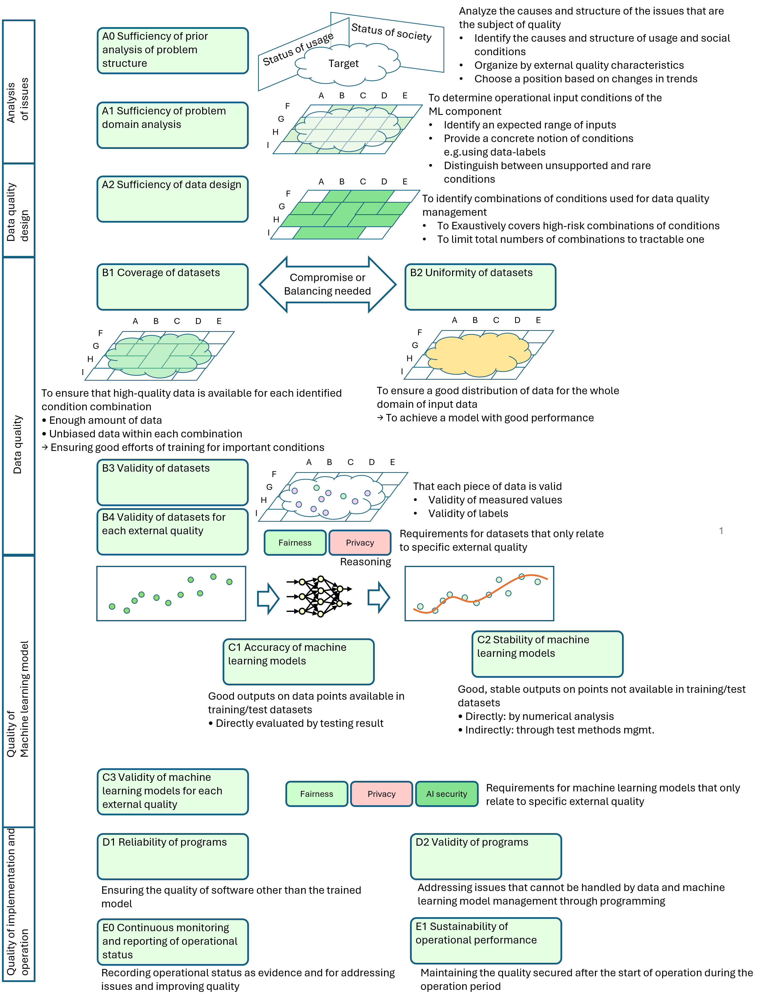 Analysis
of issues
A0 Sufficiency of prior
analysis of problem
structure
Status of usage
Status of society
Target
Analyze the causes and structure of the issues that are
the subject of quality
• Identify the causes and structure of usage and social
conditions
• Organize by external quality characteristics
• Choose a position based on changes in trends
A1 Sufficiency of problem
domain analysis
A B C D E
F
G
H
I
To determine operational input conditions of the
ML component
• Identify an expected range of inputs
• Provide a concrete notion of conditions
e.g.using data-labels
• Distinguish between unsupported and rare
conditions
Data quality
design
A2 Sufficiency of data design
A B C D E
F
G
H
I
To identify combinations of conditions used for data quality
management
• To Exaustively covers high-risk combinations of conditions
• To limit total numbers of combinations to tractable one
Data quality
B1 Coverage of datasets
Compromise or
Balancing needed
B2 Uniformity of datasets
A B C D E
F
G
H
I
A B C D E
F
G
H
I
To ensure that high-quality data is available for each identified
condition combination
• Enough amount of data
• Unbiased data within each combination
→ Ensuring good efforts of training for important conditions
To ensure a good distribution of data for the whole
domain of input data
→ To achieve a model with good performance
B3 Validity of datasets
A B C D E
F
G
H
I
That each piece of data is valid
• Validity of measured values
• Validity of labels
B4 Validity of datasets for
each external quality
Fairness
Privacy
Requirements for datasets that only relate
to specific external quality
1
Quality of
Machine learning model
Reasoning
C1 Accuracy of machine
learning models
Good outputs on data points available in
training/test datasets
• Directly evaluated by testing result
C2 Stability of machine
learning models
Good, stable outputs on points not available in training/test
datasets
• Directly: by numerical analysis
• Indirectly: through test methods mgmt.
C3 Validity of machine
learning models for each
external quality
Fairness
Privacy
AI security
Requirements for machine learning models that only
relate to specific external quality
Quality of implementation and
operation
D1 Reliability of programs
Ensuring the quality of software other than the trained
model
D2 Validity of programs
Addressing issues that cannot be handled by data and machine
learning model management through programming
E0 Continuous monitoring
and reporting of operational
status
Recording operational status as evidence and for addressing
issues and improving quality
E1 Sustainability of
operational performance
Maintaining the quality secured after the start of operation during the
operation period